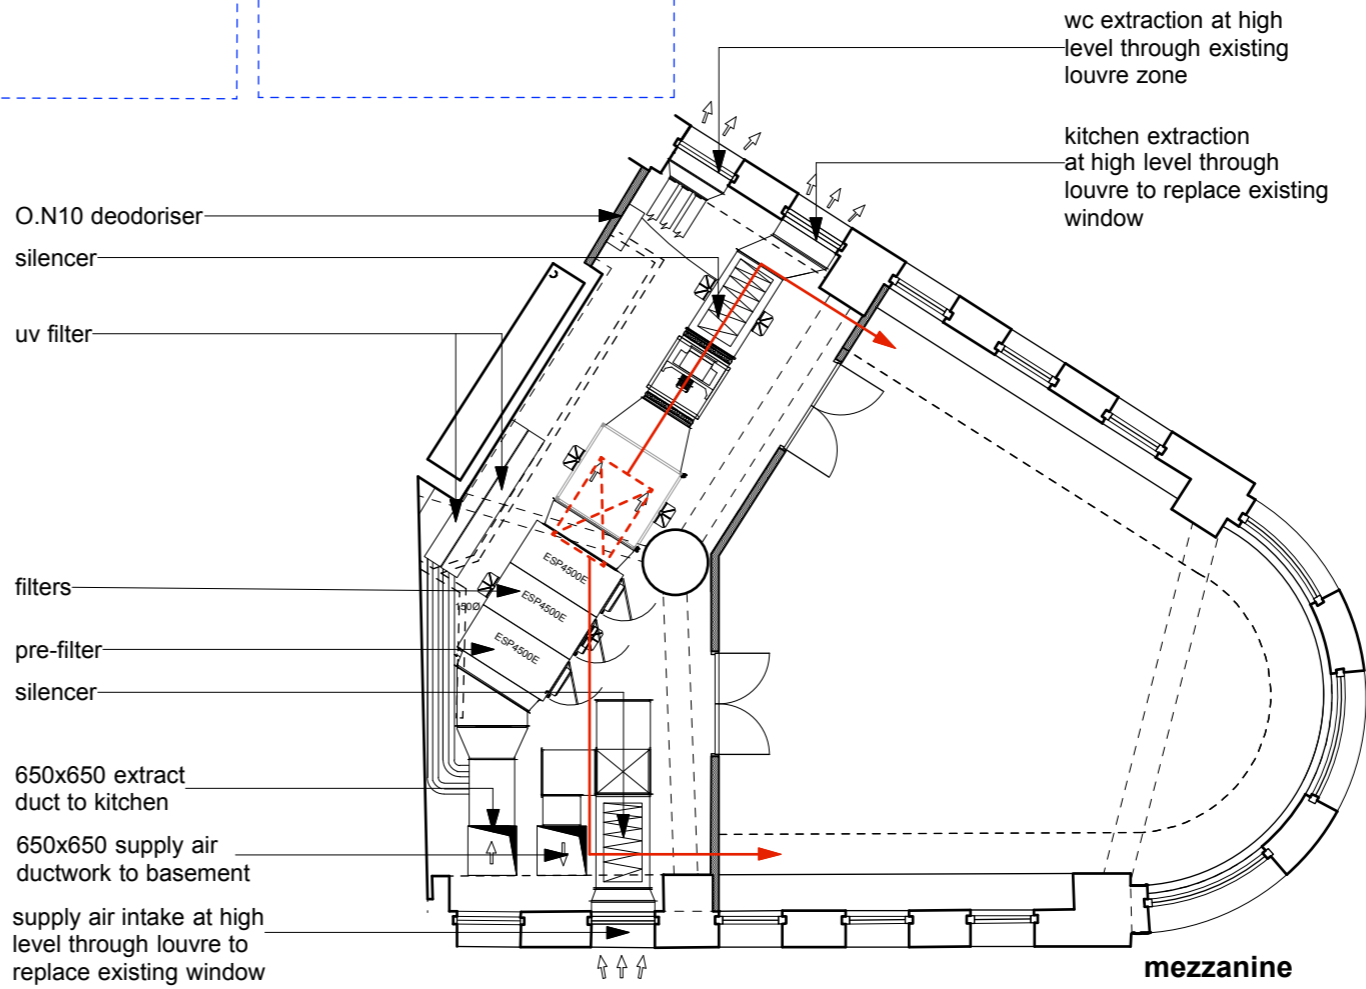 wc extraction at high
level through existing
louvre zone
kitchen extraction
at high level through
louvre to replace existing
window
O.N10 deodoriser
silencer
uv filter
filters
pre-filter
silencer
650x650 extract
duct to kitchen
650x650 supply air
ductwork to basement
supply air intake at high
level through louvre to
replace existing window
ESP4500E
ESP4500E
ESP4500E
mezzanine